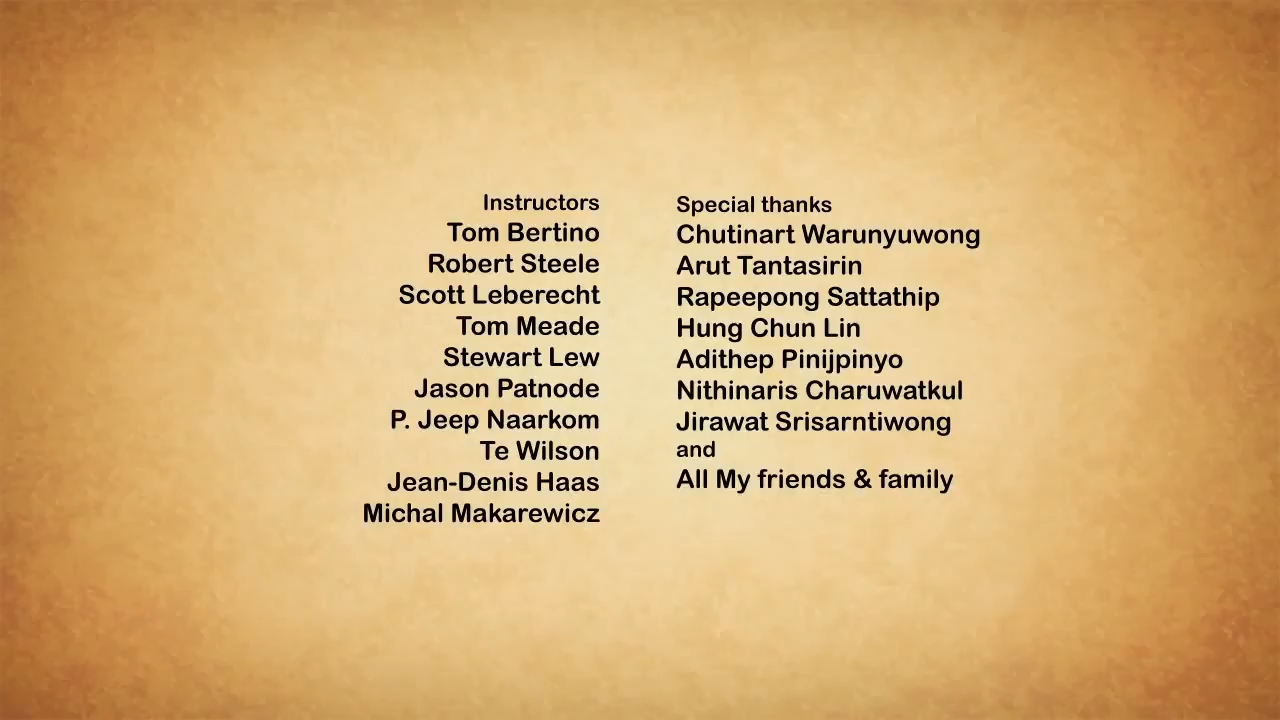 Instructors
Tom Bertino
Robert Steele
Scott Leberecht
Tom Meade
Stewart Lew
Jason Patnode
P. Jeep Naarkom
Te Wilson
Jean-Denis Haas
Michal Makarewicz
Special thanks
Chutinart Warunyuwong
Arut Tantasirin
Rapeepong Sattathip
Hung Chun Lin
Adithep Pinijpinyo
Nithinaris Charuwatkul
Jirawat Srisarntiwong
and
All My friends & family